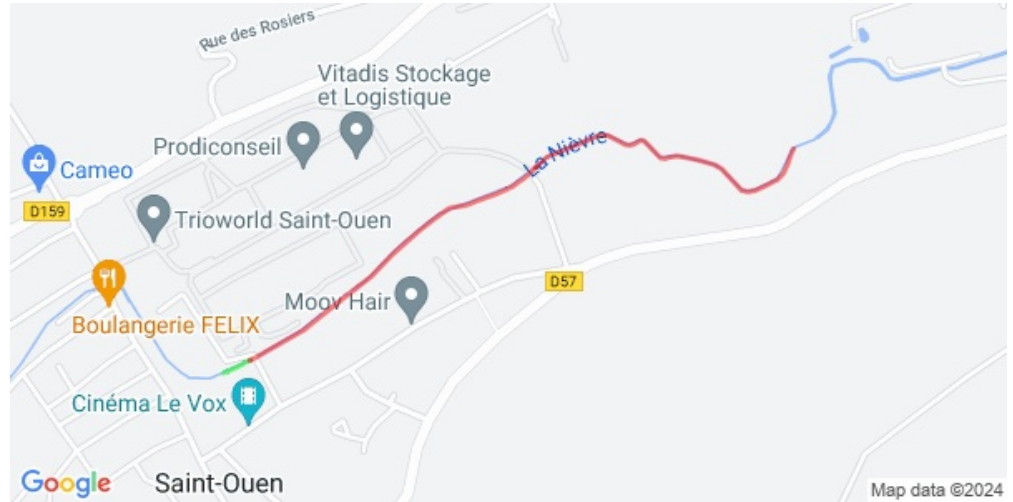 Rue des Rosiers
Vitadis Stockage
et Logistique
Prodiconseil
La Nièvre
Cameo
D159
Trioworld Saint-Ouen
D57
Moov Hair
Boulangerie FELIX
Cinéma Le Vox
Google
Saint-Ouen
Map data ©2024